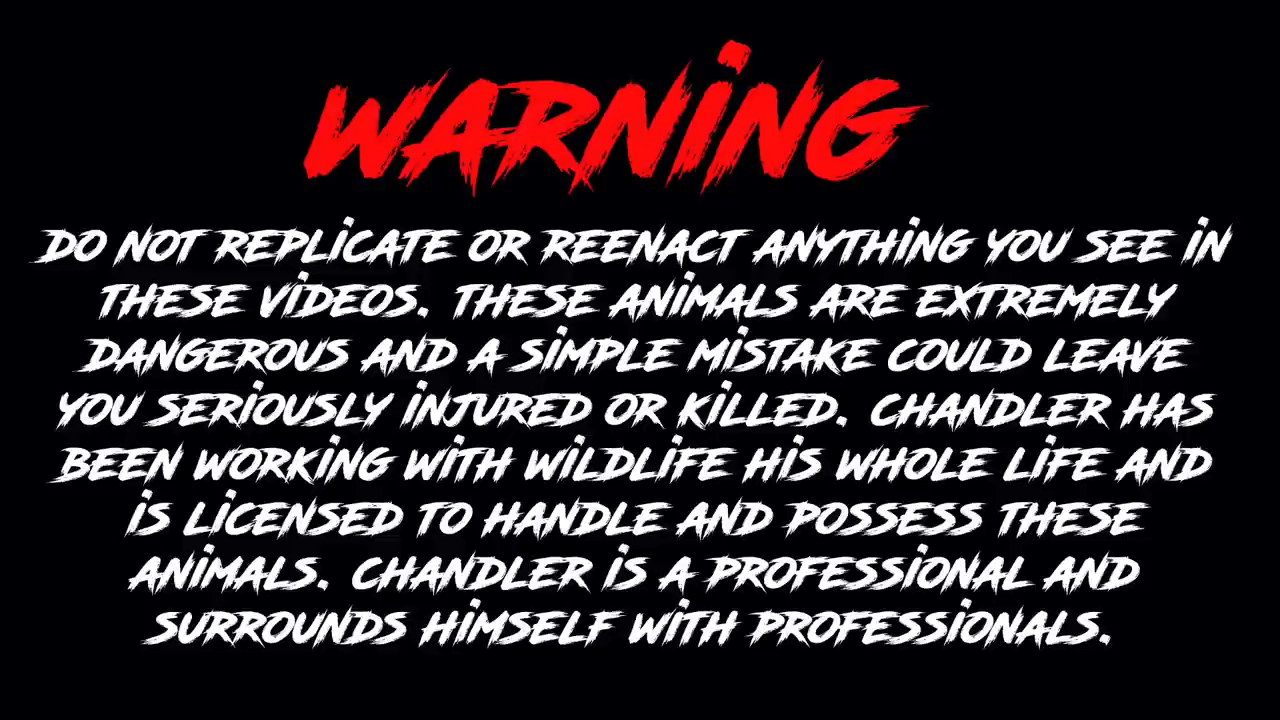 WARNING
DO NOT REPLICATE OR REENACT ANYTHING YOU SEE IN
THESE VIDEOS. THESE ANIMALS ARE EXTREMELY
DANGEROUS AND A SIMPLE MISTAKE COULD LEAVE
YOU SERIOUSLY INJURED OR KILLED. CHANDLER HAS
BEEN WORKING WITH WILDLIFE HIS WHOLE LIFE AND
IS LICENSED TO HANDLE AND POSSESS THESE
ANIMALS. CHANDLER IS A PROFESSIONAL AND
SURROUNDS HIMSELF WITH PROFESSIONALS.